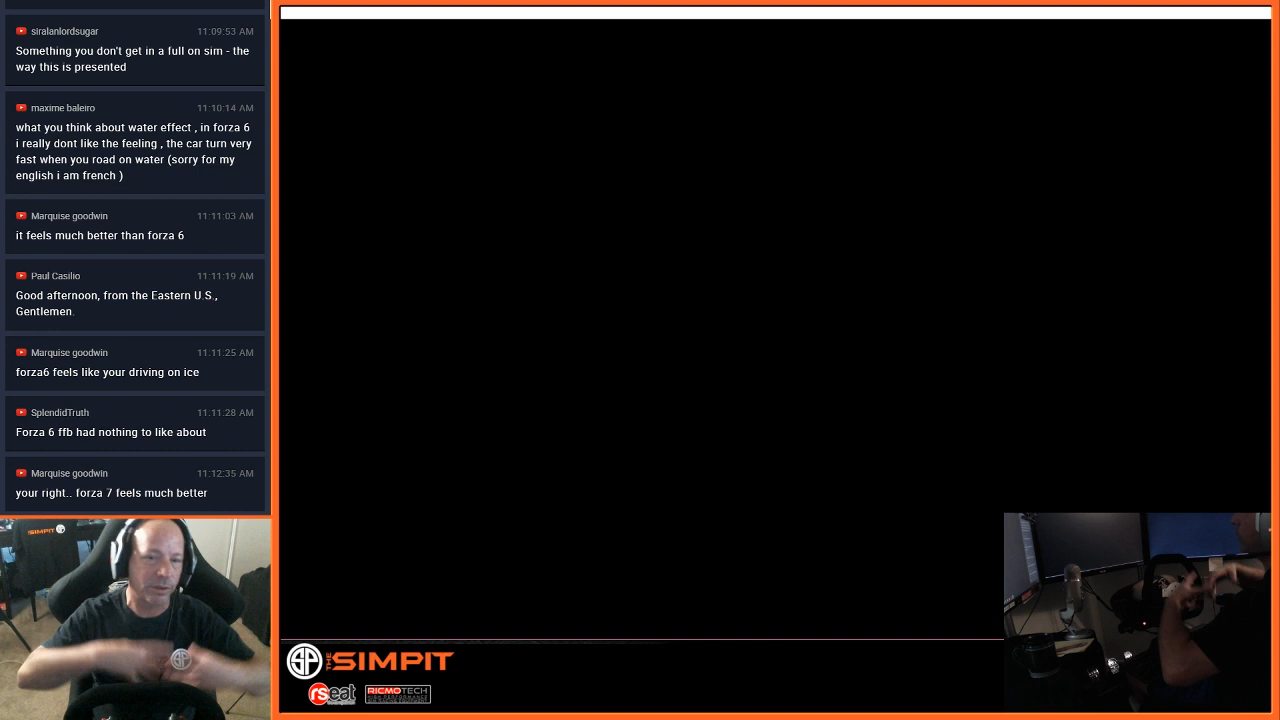 siralanlordsugar 11:09:53 AM
Something you don't get in a full on sim - the
way this is presented
maxime baleiro 11:10:14 AM
what you think about water effect , in forza 6
i really dont like the feeling , the car turn very
fast when you road on water (sorry for my
english i am french )
Marquise goodwin 11:11:03 AM
it feels much better than forza 6
Paul Casilio 11:11:19 AM
Good afternoon, from the Eastern U.S.,
Gentlemen.
Marquise goodwin 11:11:25 AM
forza6 feels like your driving on ice
SplendidTruth 11:11:28 AM
Forza 6 ffb had nothing to like about
Marquise goodwin 11:12:35 AM
your right.. forza 7 feels much better
SIMPIT
SP THE SIMPIT
rseat
RICMOTECH